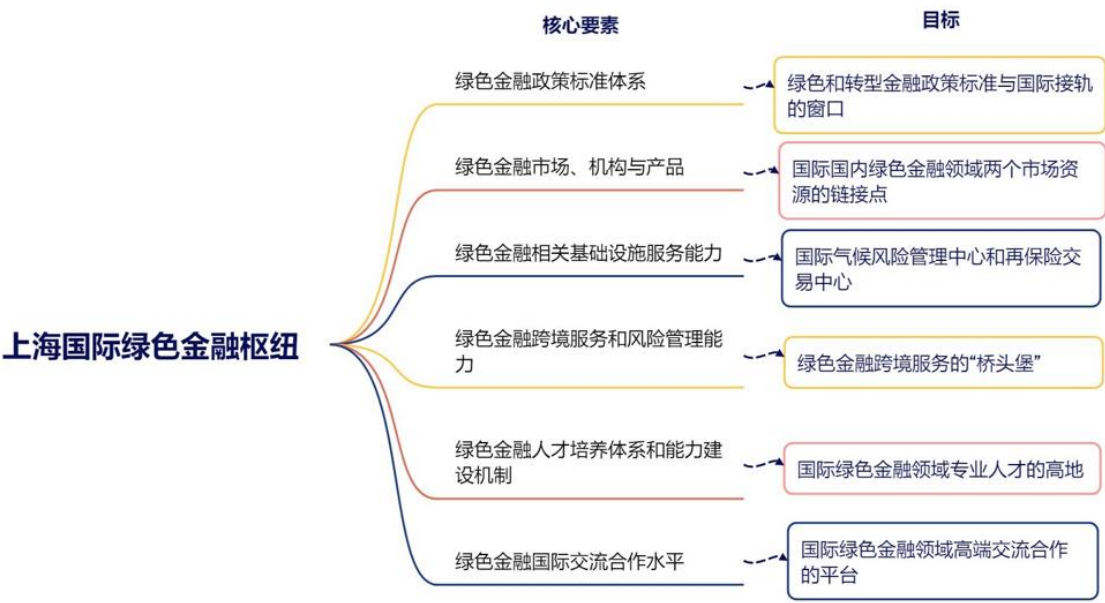 核心要素
目标
绿色金融政策标准体系
绿色和转型金融政策标准与国际接轨
的窗口
绿色金融市场、机构与产品
国际国内绿色金融领域两个市场资
源的链接点
绿色金融相关基础设施服务能力
国际气候风险管理中心和再保险交
易中心
上海国际绿色金融枢纽
绿色金融跨境服务和风险管理能
力
绿色金融跨境服务的“桥头堡”
绿色金融人才培养体系和能力建
设机制
国际绿色金融领域专业人才的高地
绿色金融国际交流合作水平
国际绿色金融领域高端交流合作
的平台